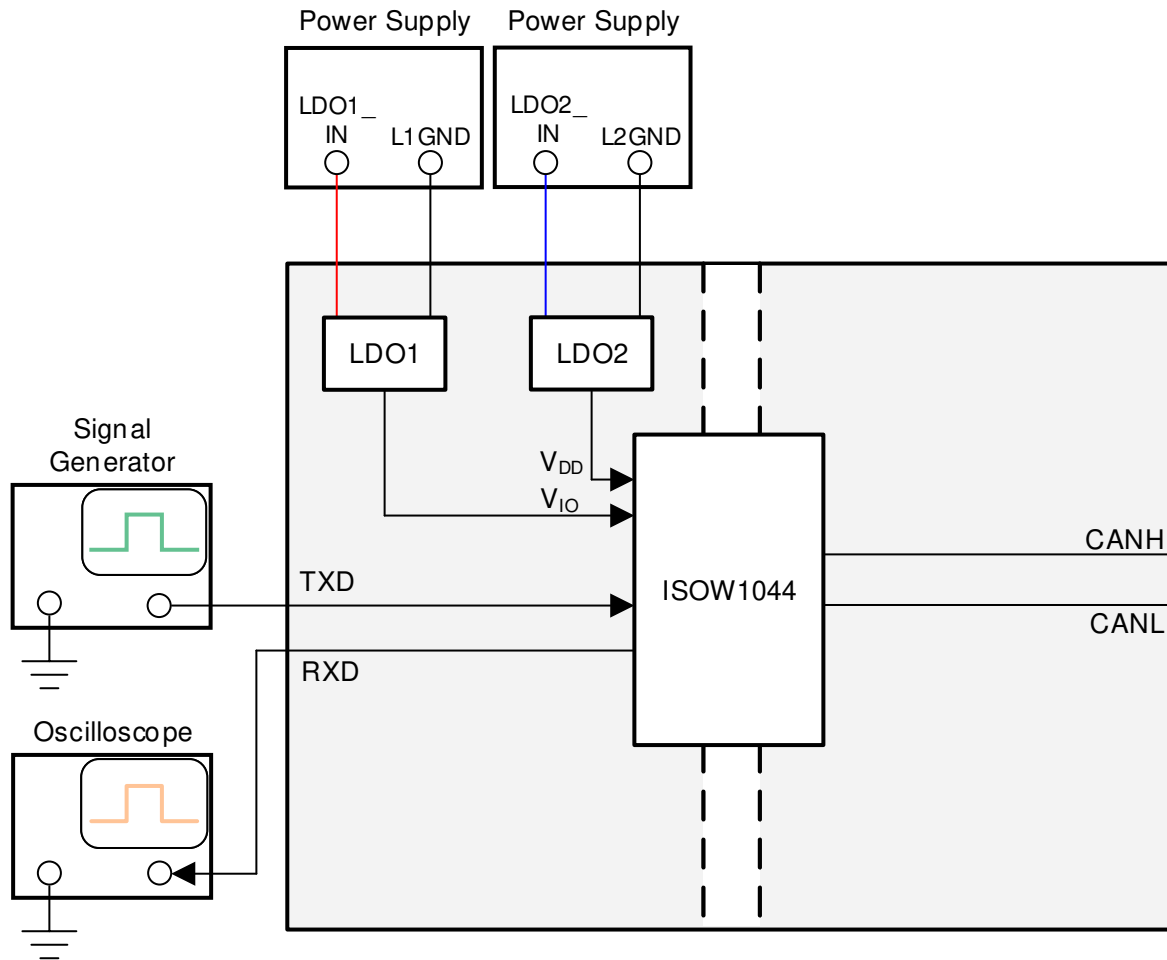 Power Supply
Power Supply
LDO1_
IN
L1GND
LDO2_
IN
L2GND
LDO1
LDO2
Signal
Generator
VDD
VIO
CANH
TXD
ISOW1044
CANL
RXD
Oscilloscope